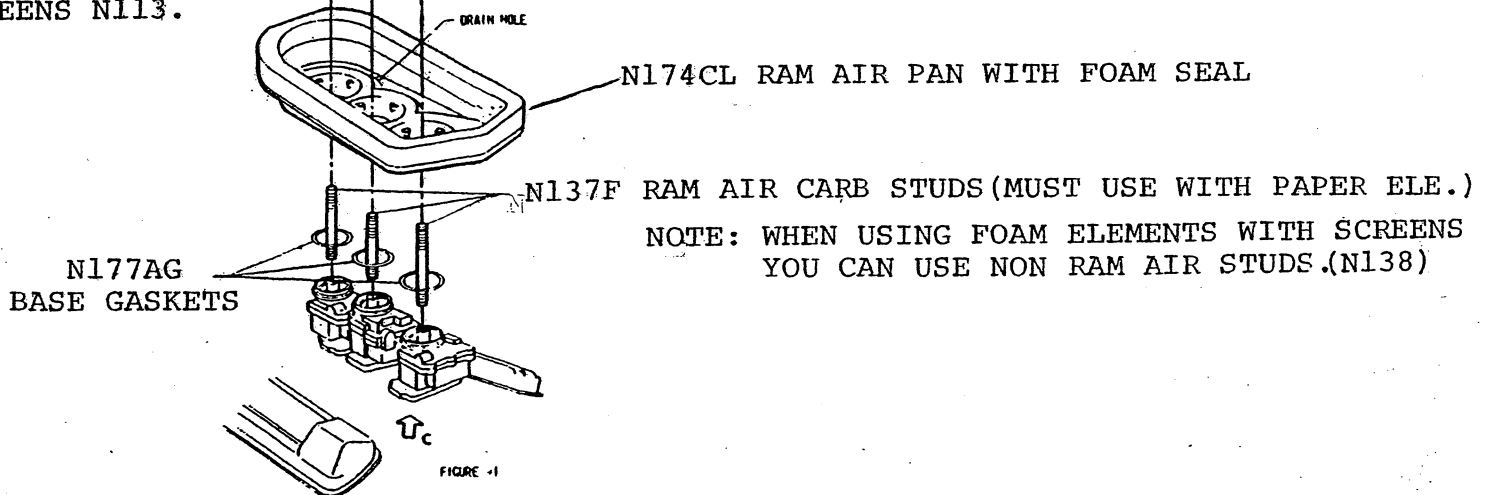 EENS N113.
DRAIN HOLE
N174CL RAM AIR PAN WITH FOAM SEAL
N137F RAM AIR CARB STUDS(MUST USE WITH PAPER ELE.)
NOTE: WHEN USING FOAM ELEMENTS WITH SCREENS
YOU CAN USE NON RAM AIR STUDS.(N138)
N177AG
BASE GASKETS
C
FIGURE -1